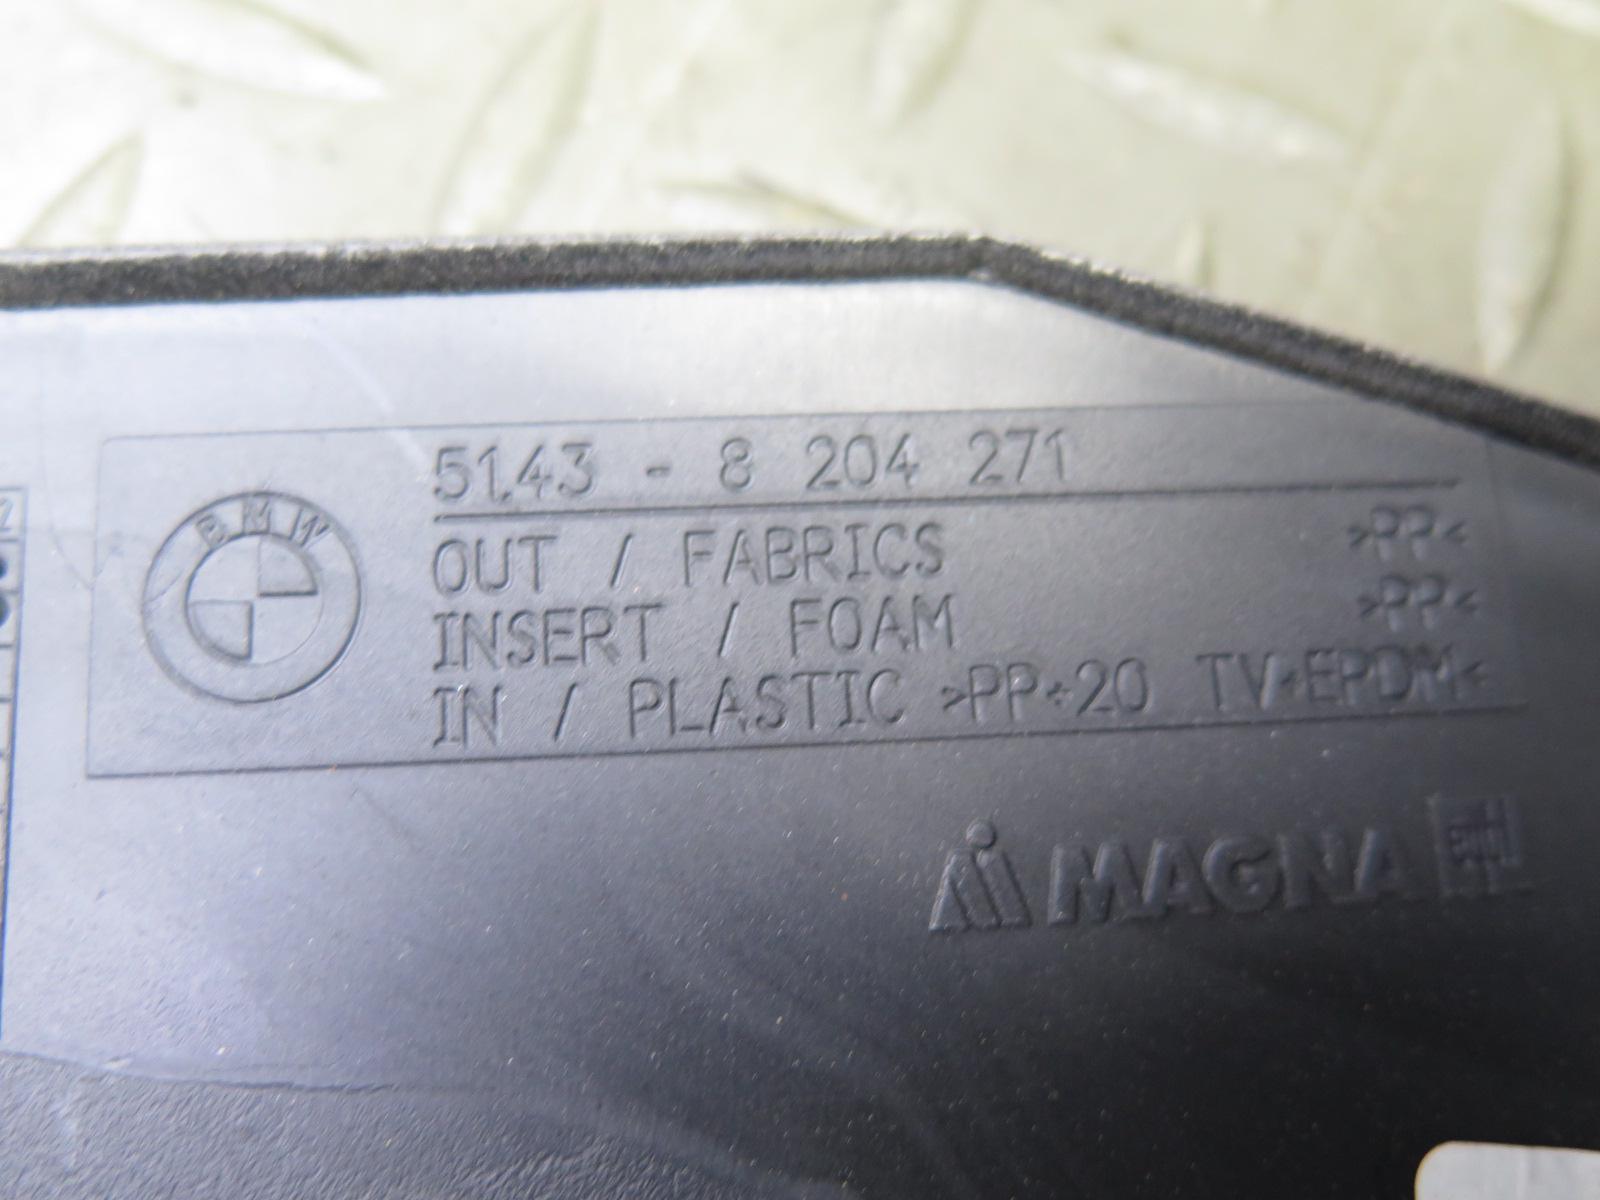 51.43 - 8 204 271
BMW
OUT / FABRICS >PP<
INSERT / FOAM >PP<
IN / PLASTIC >PP+20 TV+EPDM<
MAGNA